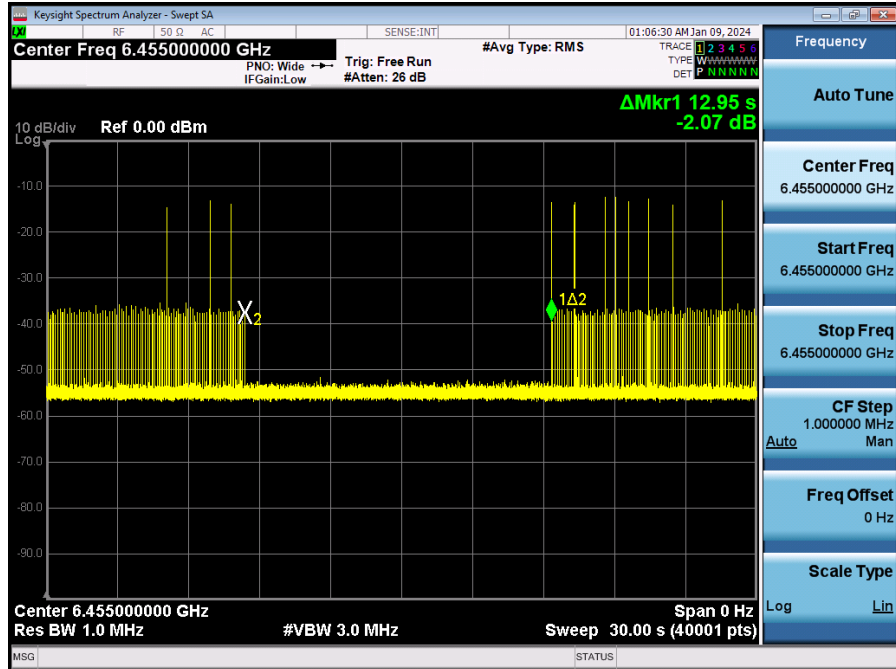 Keysight Spectrum Analyzer - Swept SA
LXI
RF 50 Ω AC SENSE:INT 01:06:30 AM Jan 09, 2024
Center Freq 6.455000000 GHz
PNO: Wide
IFGain:Low
Trig: Free Run
#Atten: 26 dB
#Avg Type: RMS
TRACE 1 2 3 4 5 6
TYPE WWWWWW
DET P N N N N N
ΔMkr1 12.95 s
-2.07 dB
10 dB/div Ref 0.00 dBm
Log
-10.0
-20.0
-30.0
-40.0
-50.0
-60.0
-70.0
-80.0
-90.0
X2
1Δ2
Center 6.455000000 GHz Span 0 Hz
Res BW 1.0 MHz #VBW 3.0 MHz Sweep 30.00 s (40001 pts)
MSG STATUS
Frequency
Auto Tune
Center Freq
6.455000000 GHz
Start Freq
6.455000000 GHz
Stop Freq
6.455000000 GHz
CF Step
1.000000 MHz
Auto Man
Freq Offset
0 Hz
Scale Type
Log Lin